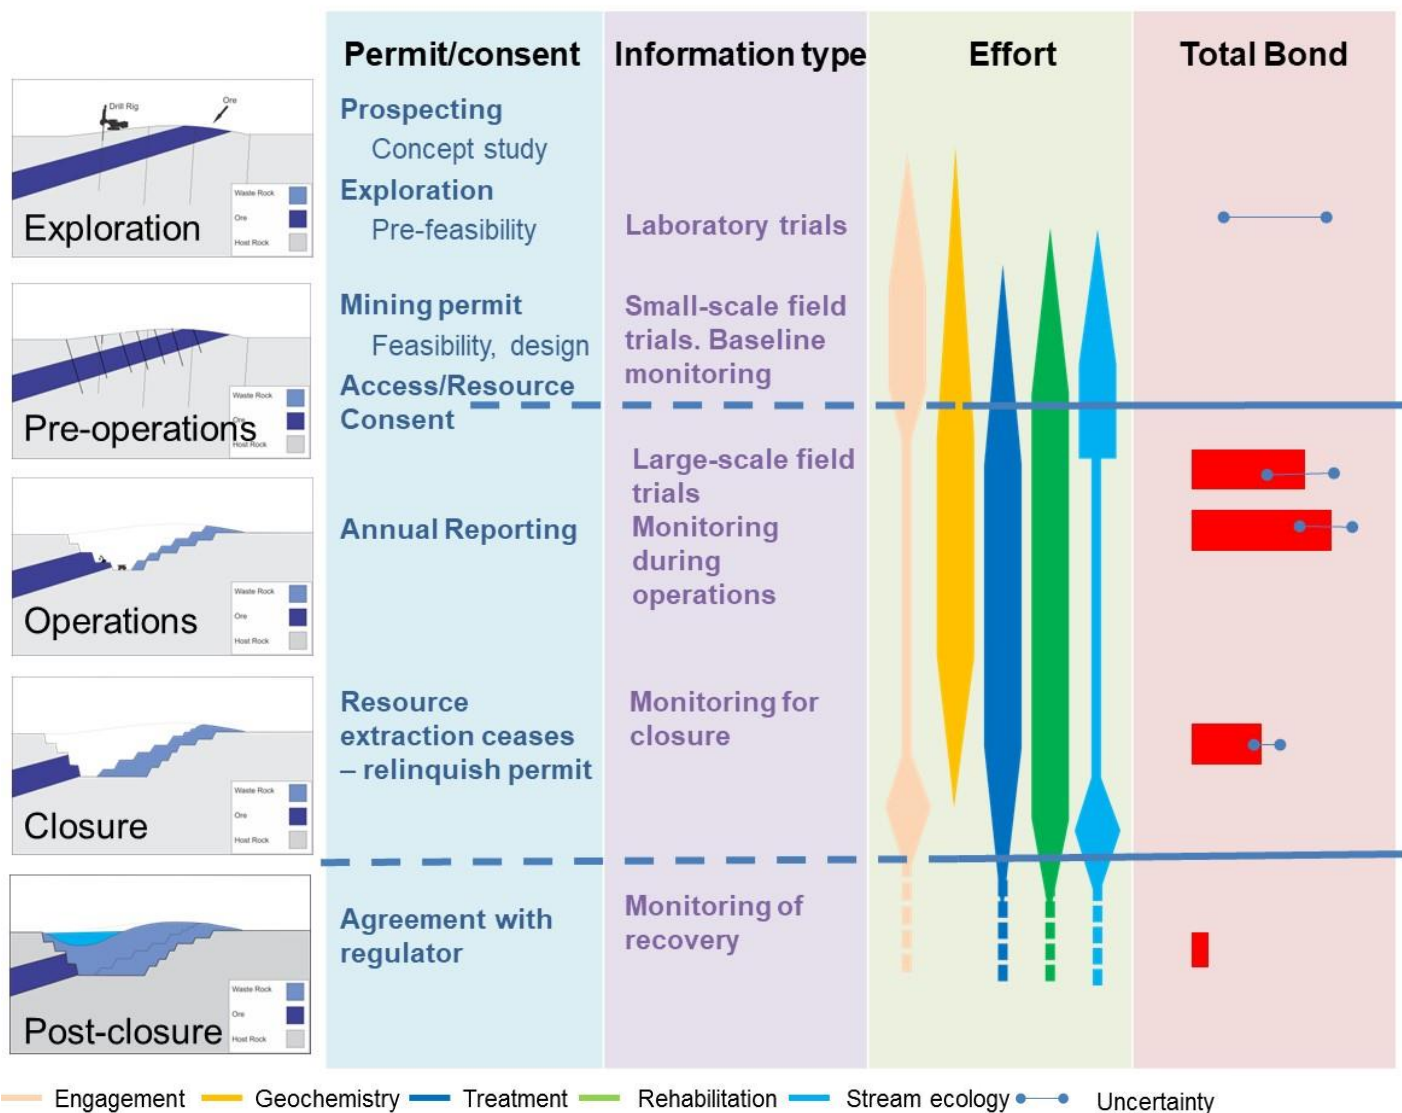 Permit/consent
Information type
Effort
Total Bond
Drill Rig
Ore
Waste Rock
Ore
Host Rock
Exploration
Prospecting
Concept study
Exploration
Pre-feasibility
Laboratory trials
Waste Rock
Ore
Host Rock
Pre-operations
Mining permit
Feasibility, design
Access/Resource
Consent
Small-scale field
trials. Baseline
monitoring
Large-scale field
trials
Monitoring
during
operations
Waste Rock
Ore
Host Rock
Operations
Annual Reporting
Waste Rock
Ore
Host Rock
Closure
Resource
extraction ceases
– relinquish permit
Monitoring for
closure
Waste Rock
Ore
Host Rock
Post-closure
Agreement with
regulator
Monitoring of
recovery
Engagement
Geochemistry
Treatment
Rehabilitation
Stream ecology
Uncertainty